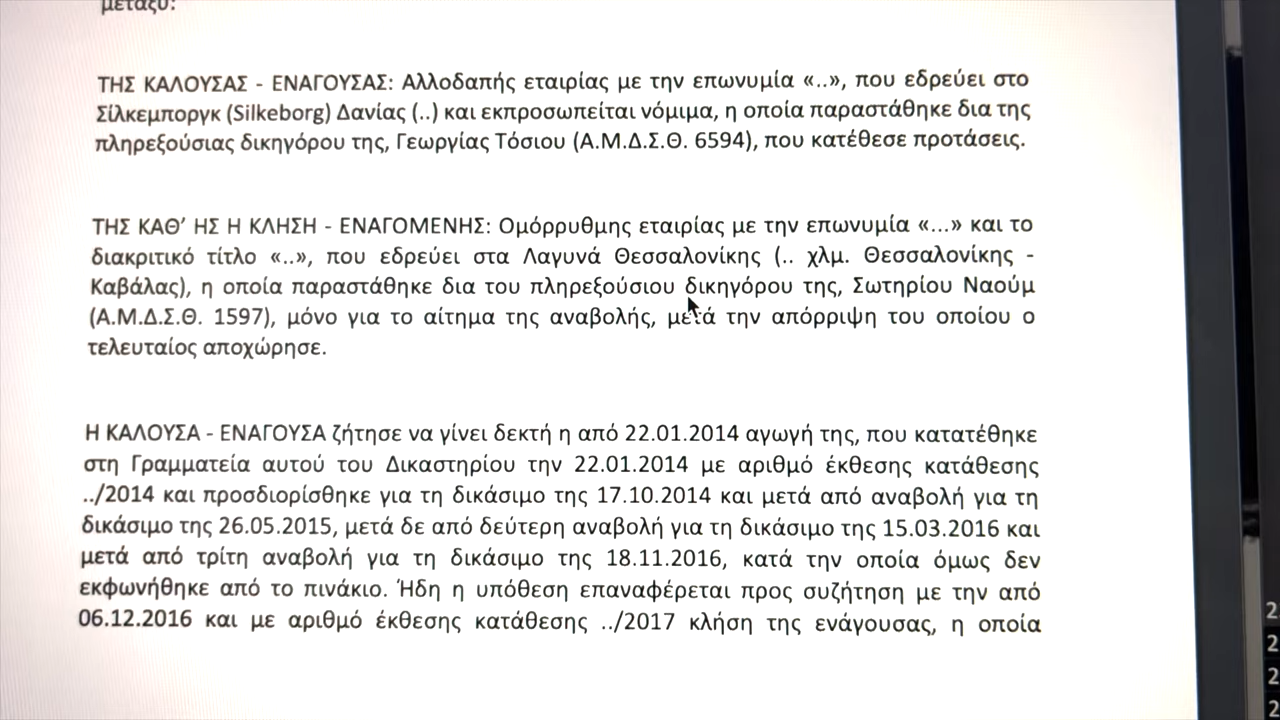 μεταξύ:
ΤΗΣ ΚΑΛΟΥΣΑΣ - ΕΝΑΓΟΥΣΑΣ: Αλλοδαπής εταιρίας με την επωνυμία «..», που εδρεύει στο
Σίλκεμποργκ (Silkeborg) Δανίας (..) και εκπροσωπείται νόμιμα, η οποία παραστάθηκε δια της
πληρεξούσιας δικηγόρου της, Γεωργίας Τόσιου (Α.Μ.Δ.Σ.Θ. 6594), που κατέθεσε προτάσεις.
ΤΗΣ ΚΑΘ’ ΗΣ Η ΚΛΗΣΗ - ΕΝΑΓΟΜΕΝΗΣ: Ομόρρυθμης εταιρίας με την επωνυμία «...» και το
διακριτικό τίτλο «..», που εδρεύει στα Λαγυνά Θεσσαλονίκης (.. χλμ. Θεσσαλονίκης -
Καβάλας), η οποία παραστάθηκε δια του πληρεξούσιου δικηγόρου της, Σωτηρίου Ναούμ
(Α.Μ.Δ.Σ.Θ. 1597), μόνο για το αίτημα της αναβολής, μετά την απόρριψη του οποίου ο
τελευταίος αποχώρησε.
Η ΚΑΛΟΥΣΑ - ΕΝΑΓΟΥΣΑ ζήτησε να γίνει δεκτή η από 22.01.2014 αγωγή της, που κατατέθηκε
στη Γραμματεία αυτού του Δικαστηρίου την 22.01.2014 με αριθμό έκθεσης κατάθεσης
../2014 και προσδιορίσθηκε για τη δικάσιμο της 17.10.2014 και μετά από αναβολή για τη
δικάσιμο της 26.05.2015, μετά δε από δεύτερη αναβολή για τη δικάσιμο της 15.03.2016 και
μετά από τρίτη αναβολή για τη δικάσιμο της 18.11.2016, κατά την οποία όμως δεν
εκφωνήθηκε από το πινάκιο. Ήδη η υπόθεση επαναφέρεται προς συζήτηση με την από
06.12.2016 και με αριθμό έκθεσης κατάθεσης ../2017 κλήση της ενάγουσας, η οποία
2
2
2
2